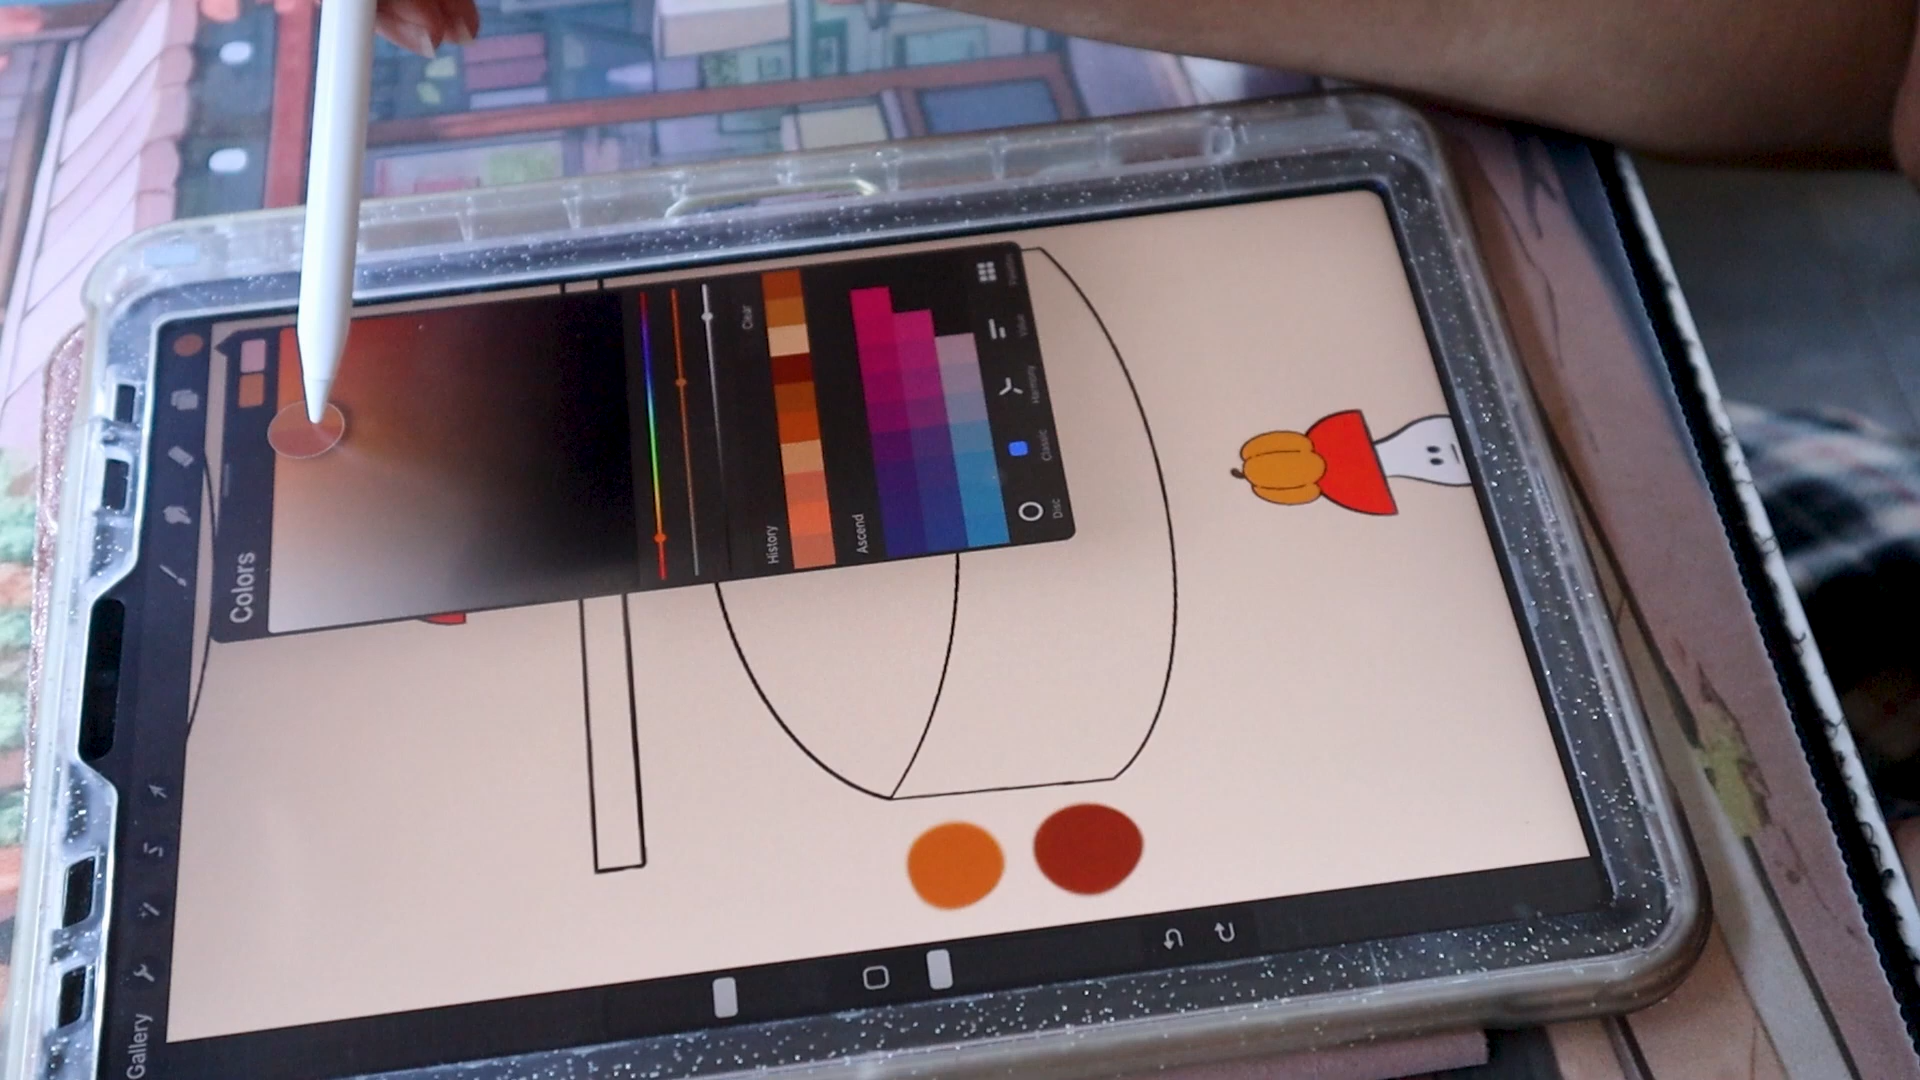 Gallery
Colors
History
Clear
Ascend
Disc
Classic
Harmony
Value
Palettes